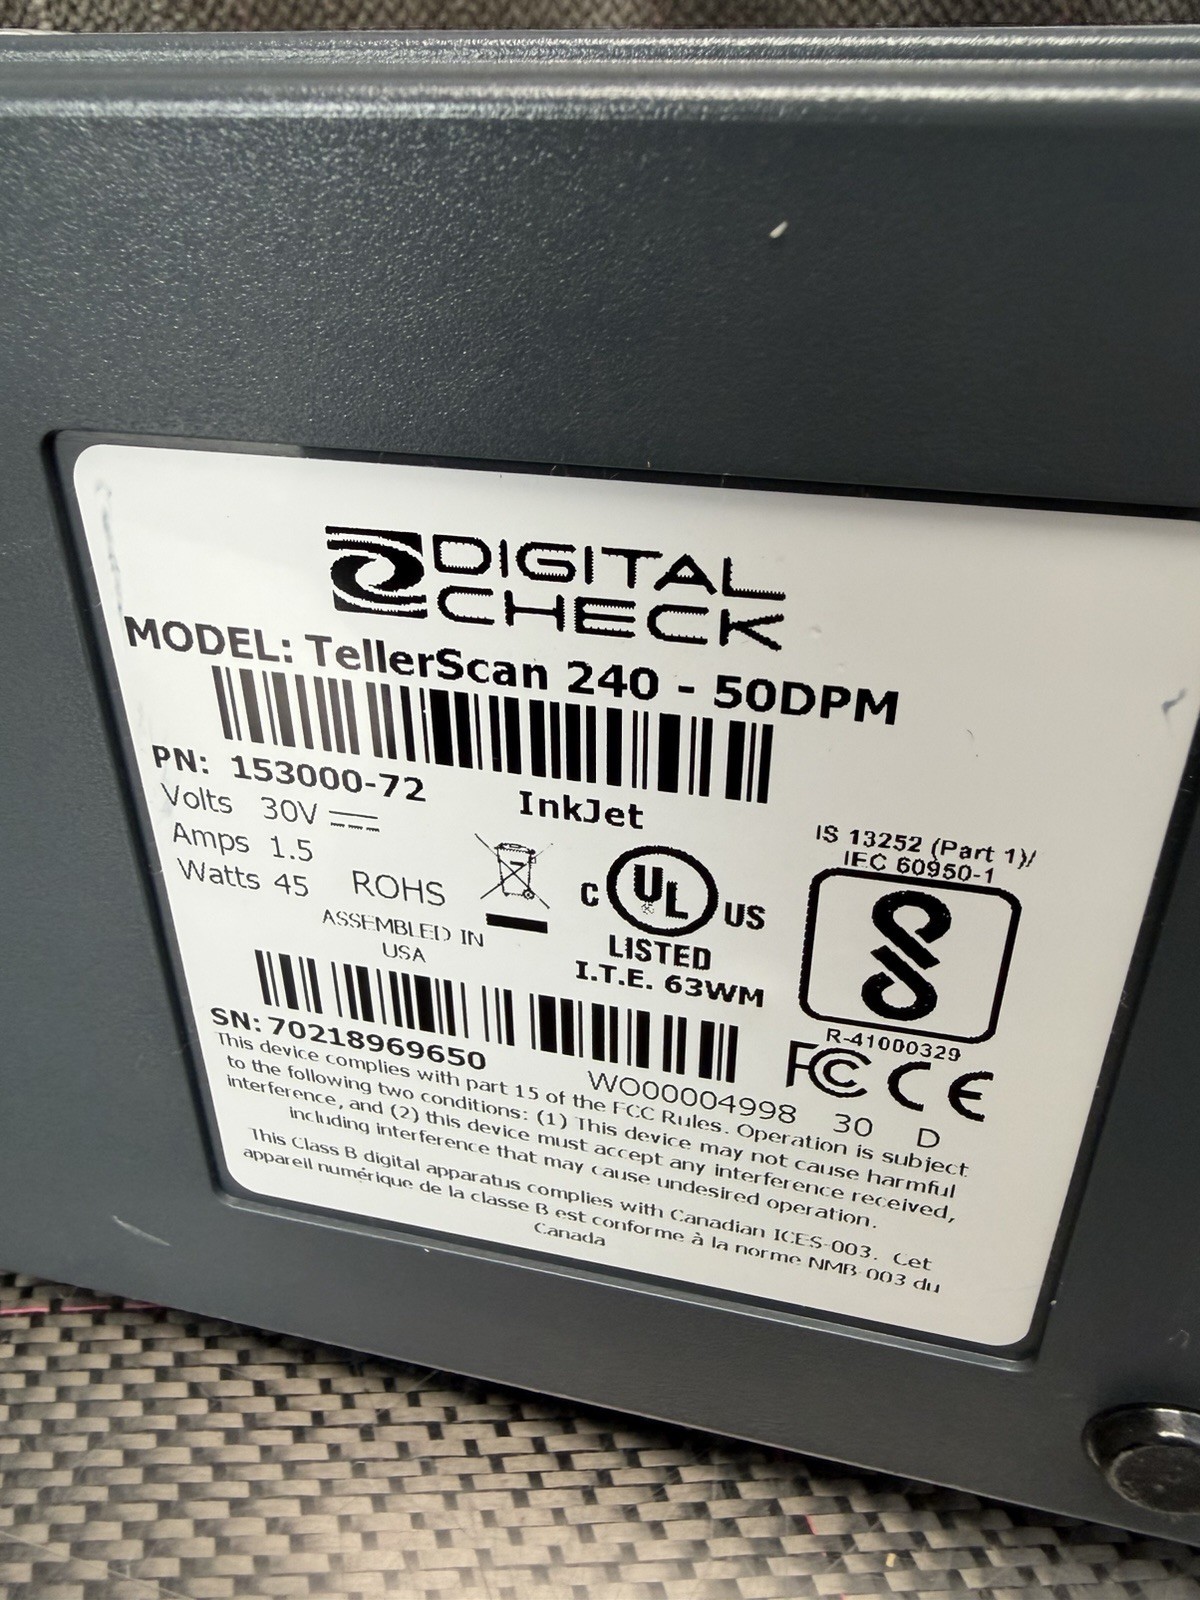 DIGITAL
CHECK
MODEL: TellerScan 240 - 50DPM
PN: 153000-72
InkJet
Volts 30V
Amps 1.5
Watts 45
ROHS
ASSEMBLED IN
USA
C UL US
LISTED
I.T.E. 63WM
IS 13252 (Part 1)/
IEC 60950-1
R-41000329
SN: 70218969650
WO00004998 30 D
FCC CE
This device complies with part 15 of the FCC Rules. Operation is subject
to the following two conditions: (1) This device may not cause harmful
interference, and (2) this device must accept any interference received,
including interference that may cause undesired operation.
This Class B digital apparatus complies with Canadian ICES-003. Cet
appareil numérique de la classe B est conforme à la norme NMB-003 du
Canada